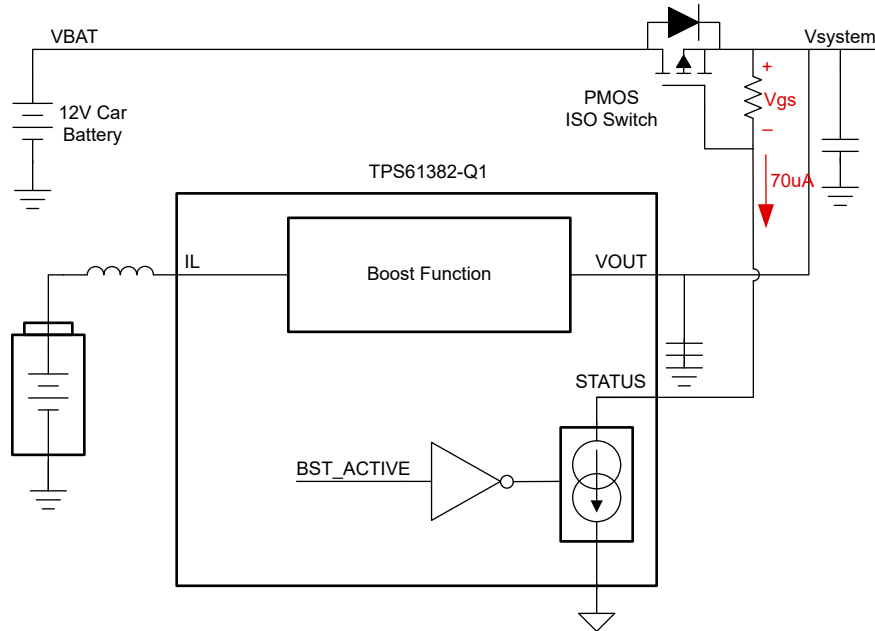 VBAT
Vsystem
+
Vgs
–
12V Car
Battery
PMOS
ISO Switch
TPS61382-Q1
70uA
IL
Boost Function
VOUT
STATUS
BST_ACTIVE